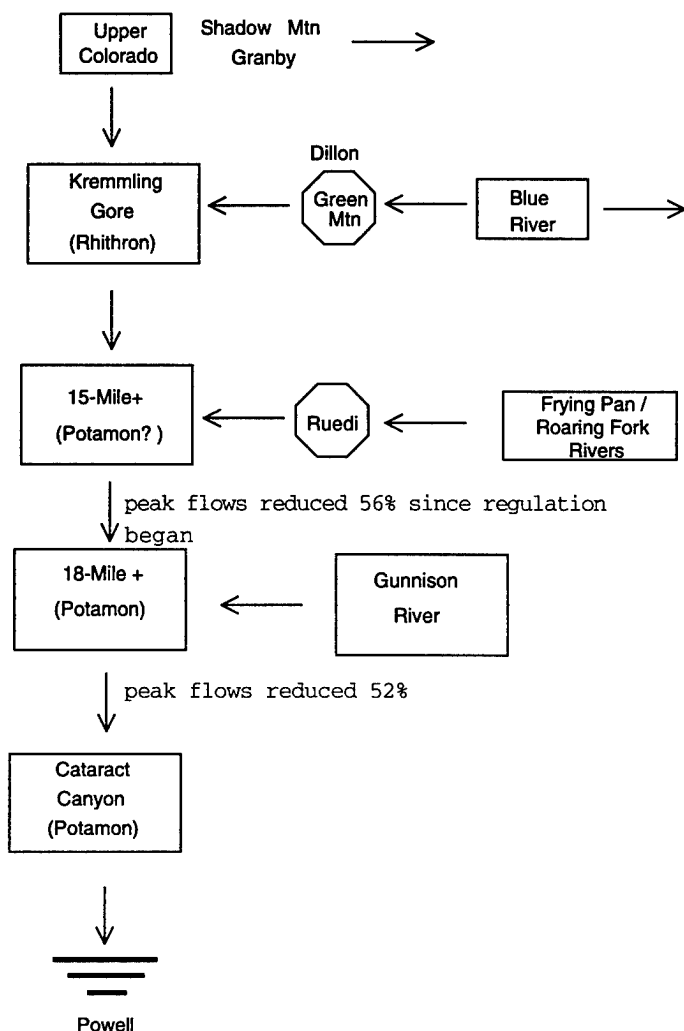 Upper
Colorado
Shadow Mtn
Granby
Kremmling
Gore
(Rhithron)
Dillon
Green
Mtn
Blue
River
15-Mile+
(Potamon? )
Ruedi
Frying Pan /
Roaring Fork
Rivers
peak flows reduced 56% since regulation
began
18-Mile +
(Potamon)
Gunnison
River
peak flows reduced 52%
Cataract
Canyon
(Potamon)
Powell